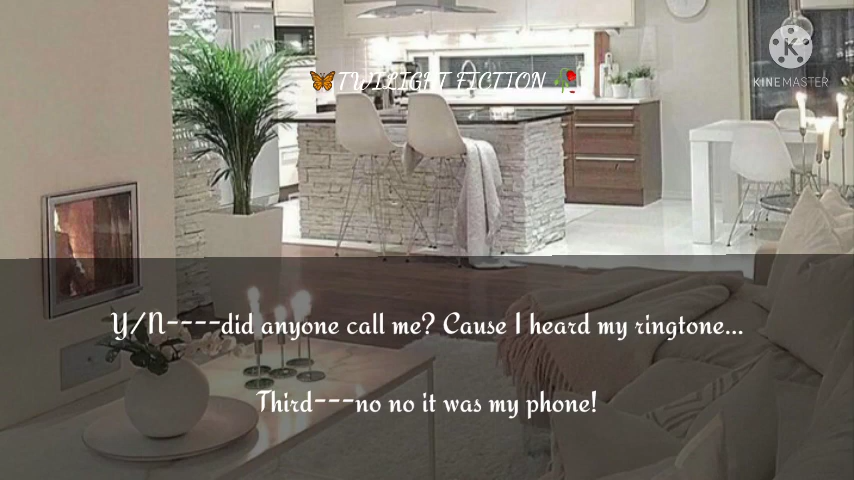 🦋TWILIGHT FICTION🥀
K
KINEMASTER
Y/N----did anyone call me? Cause I heard my ringtone...
Third---no no it was my phone!